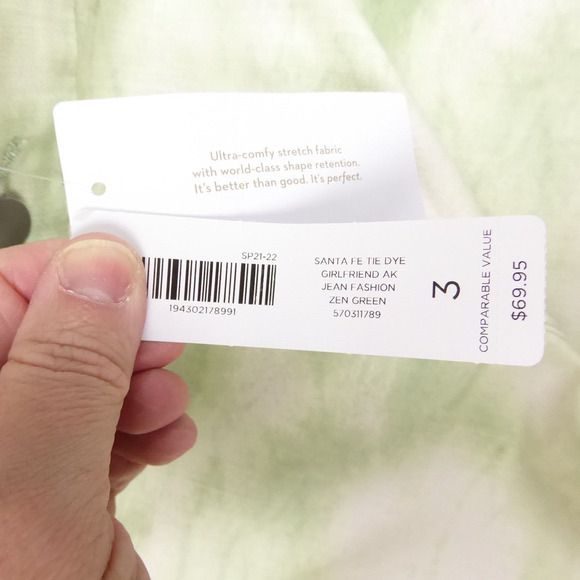 Ultra-comfy stretch fabric
with world-class shape retention.
It's better than good. It's perfect.
SP21-22
194302178991
SANTA FE TIE DYE
GIRLFRIEND AK
JEAN FASHION
ZEN GREEN
570311789
3
COMPARABLE VALUE
$69.95